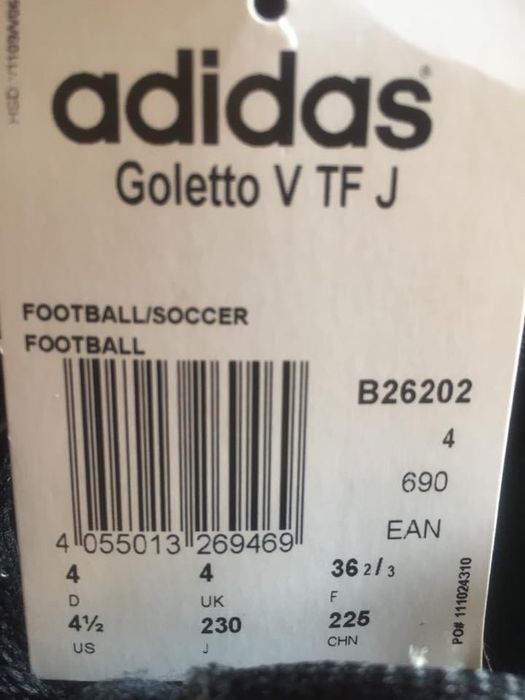 adidas®
Goletto V TF J
FOOTBALL/SOCCER
FOOTBALL
B26202
4
690
EAN
4 055013 269469
4 4 36 2/3
D UK F
4½ 230 225
US J CHN
PO# 111024310